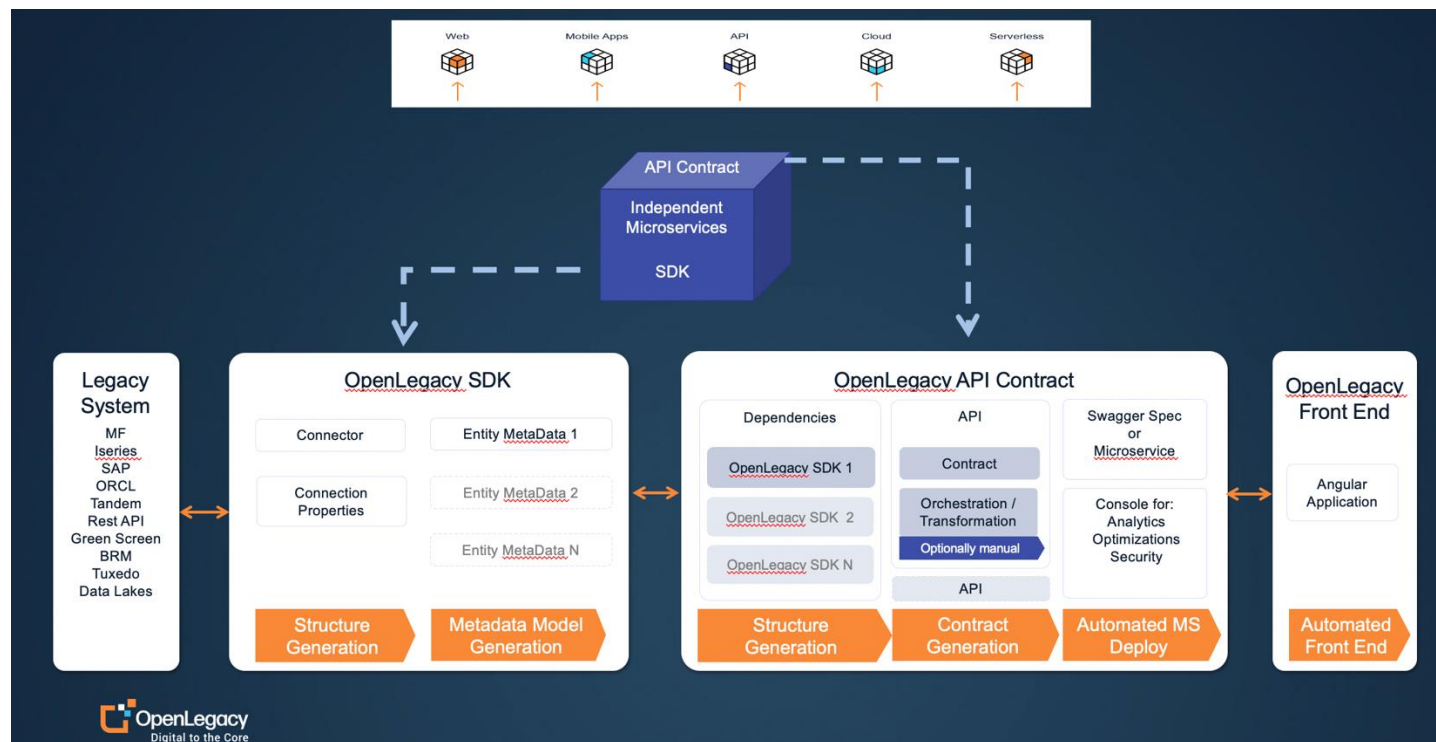 Web
Mobile Apps
API
Cloud
Serverless
API Contract
Independent
Microservices
SDK
Legacy
System
MF
Iseries
SAP
ORCL
Tandem
Rest API
Green Screen
BRM
Tuxedo
Data Lakes
OpenLegacy SDK
Connector
Connection
Properties
Entity MetaData 1
Entity MetaData 2
Entity MetaData N
Structure
Generation
Metadata Model
Generation
OpenLegacy API Contract
Dependencies
OpenLegacy SDK 1
OpenLegacy SDK 2
OpenLegacy SDK N
API
Contract
Orchestration /
Transformation
Optionally manual
API
Swagger Spec
or
Microservice
Console for:
Analytics
Optimizations
Security
Structure
Generation
Contract
Generation
Automated MS
Deploy
OpenLegacy
Front End
Angular
Application
Automated
Front End
OpenLegacy
Digital to the Core